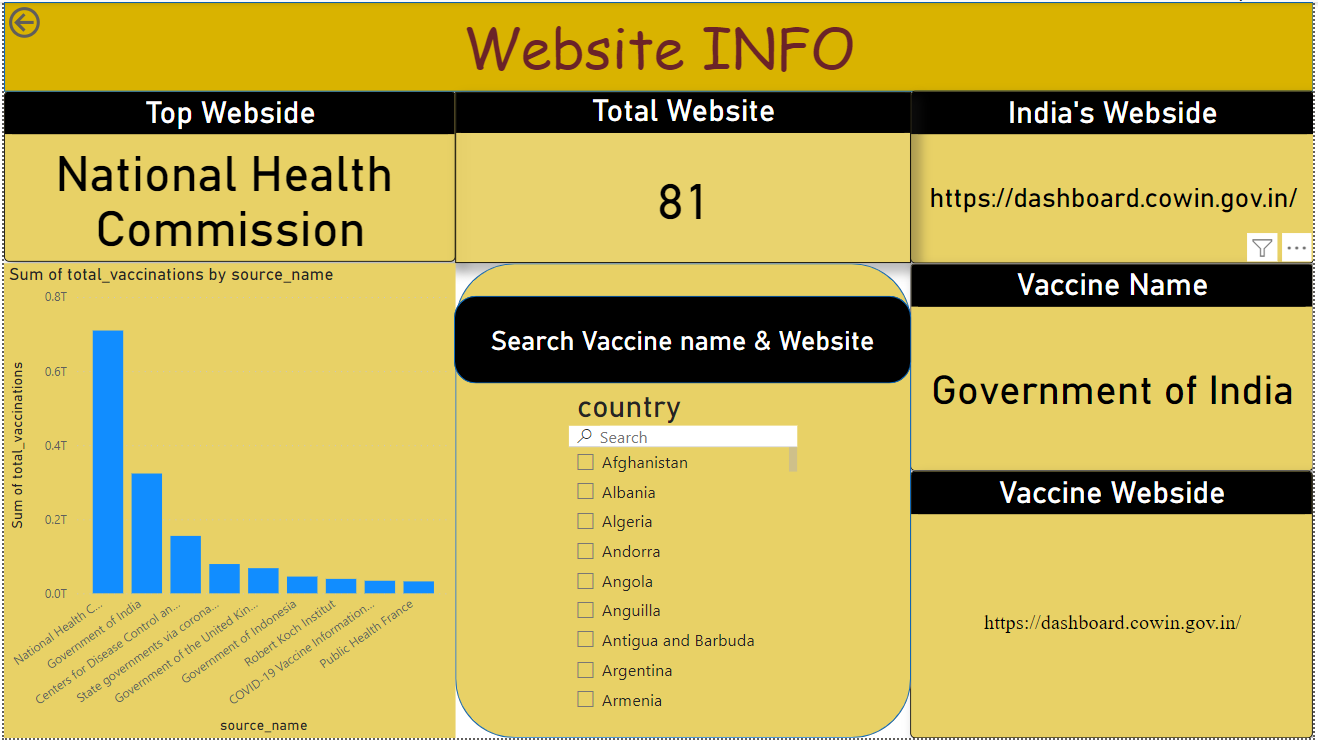 Website INFO
Top Webside
National Health
Commission
Total Website
81
India's Webside
https://dashboard.cowin.gov.in/
Sum of total_vaccinations by source_name
Sum of total_vaccinations
0.8T
0.6T
0.4T
0.2T
0.0T
National Health C...
Government of India
Centers for Disease Control an...
State governments via corona...
Government of the United Kin...
Government of Indonesia
Robert Koch Institut
COVID-19 Vaccine Information...
Public Health France
source_name
Search Vaccine name & Website
country
Search
Afghanistan
Albania
Algeria
Andorra
Angola
Anguilla
Antigua and Barbuda
Argentina
Armenia
Vaccine Name
Government of India
Vaccine Webside
https://dashboard.cowin.gov.in/